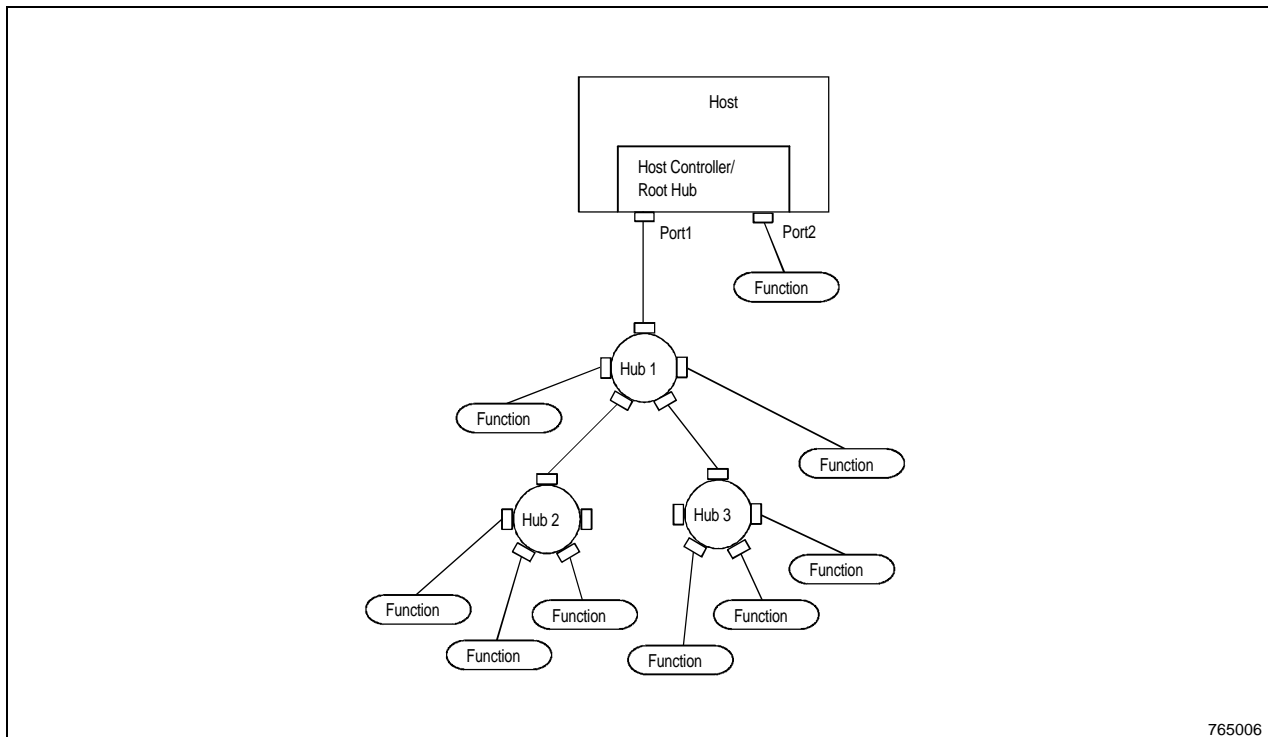 Host
Host Controller/
Root Hub
Port1
Port2
Function
Hub 1
Function
Function
Hub 2
Hub 3
Function
Function
Function
Function
Function
Function
765006